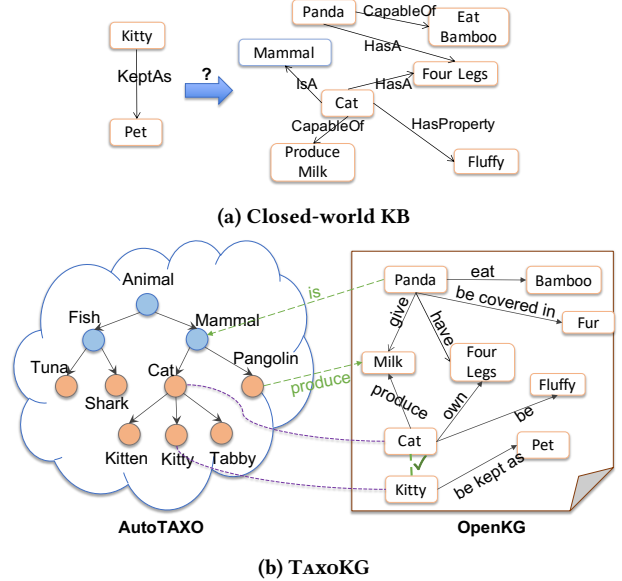 Kitty
KeptAs
Pet
?
Panda
CapableOf
Eat
Bamboo
HasA
Mammal
Four Legs
IsA
HasA
Cat
CapableOf
HasProperty
Produce
Milk
Fluffy
(a) Closed-world KB
Animal
Fish
Mammal
Tuna
Shark
Cat
Pangolin
Kitten
Kitty
Tabby
AutoTAXO
is
produce
Panda
eat
Bamboo
be covered in
Fur
give
have
Milk
Four
Legs
Fluffy
produce
own
be
Cat
Pet
Kitty
be kept as
OpenKG
(b) TaxoKG